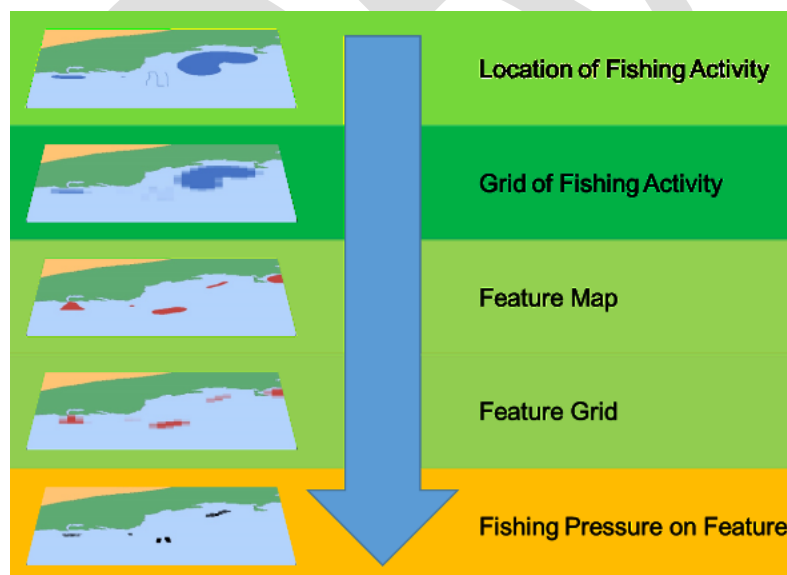 Location of Fishing Activity
Grid of Fishing Activity
Feature Map
Feature Grid
Fishing Pressure on Feature